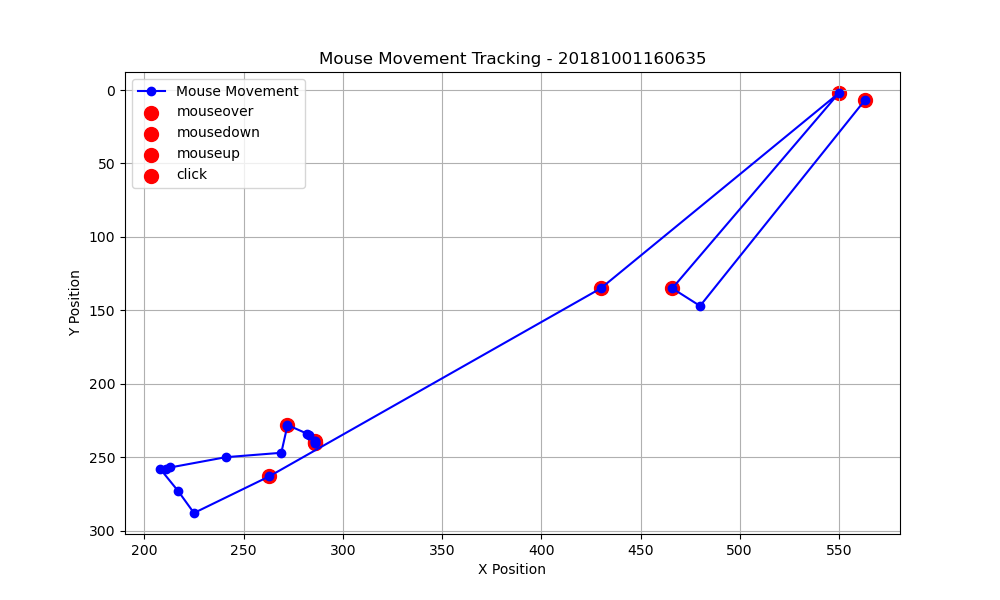 Mouse Movement Tracking - 20181001160635
Mouse Movement
mouseover
mousedown
mouseup
click
0
50
100
150
200
250
300
Y Position
200 250 300 350 400 450 500 550
X Position